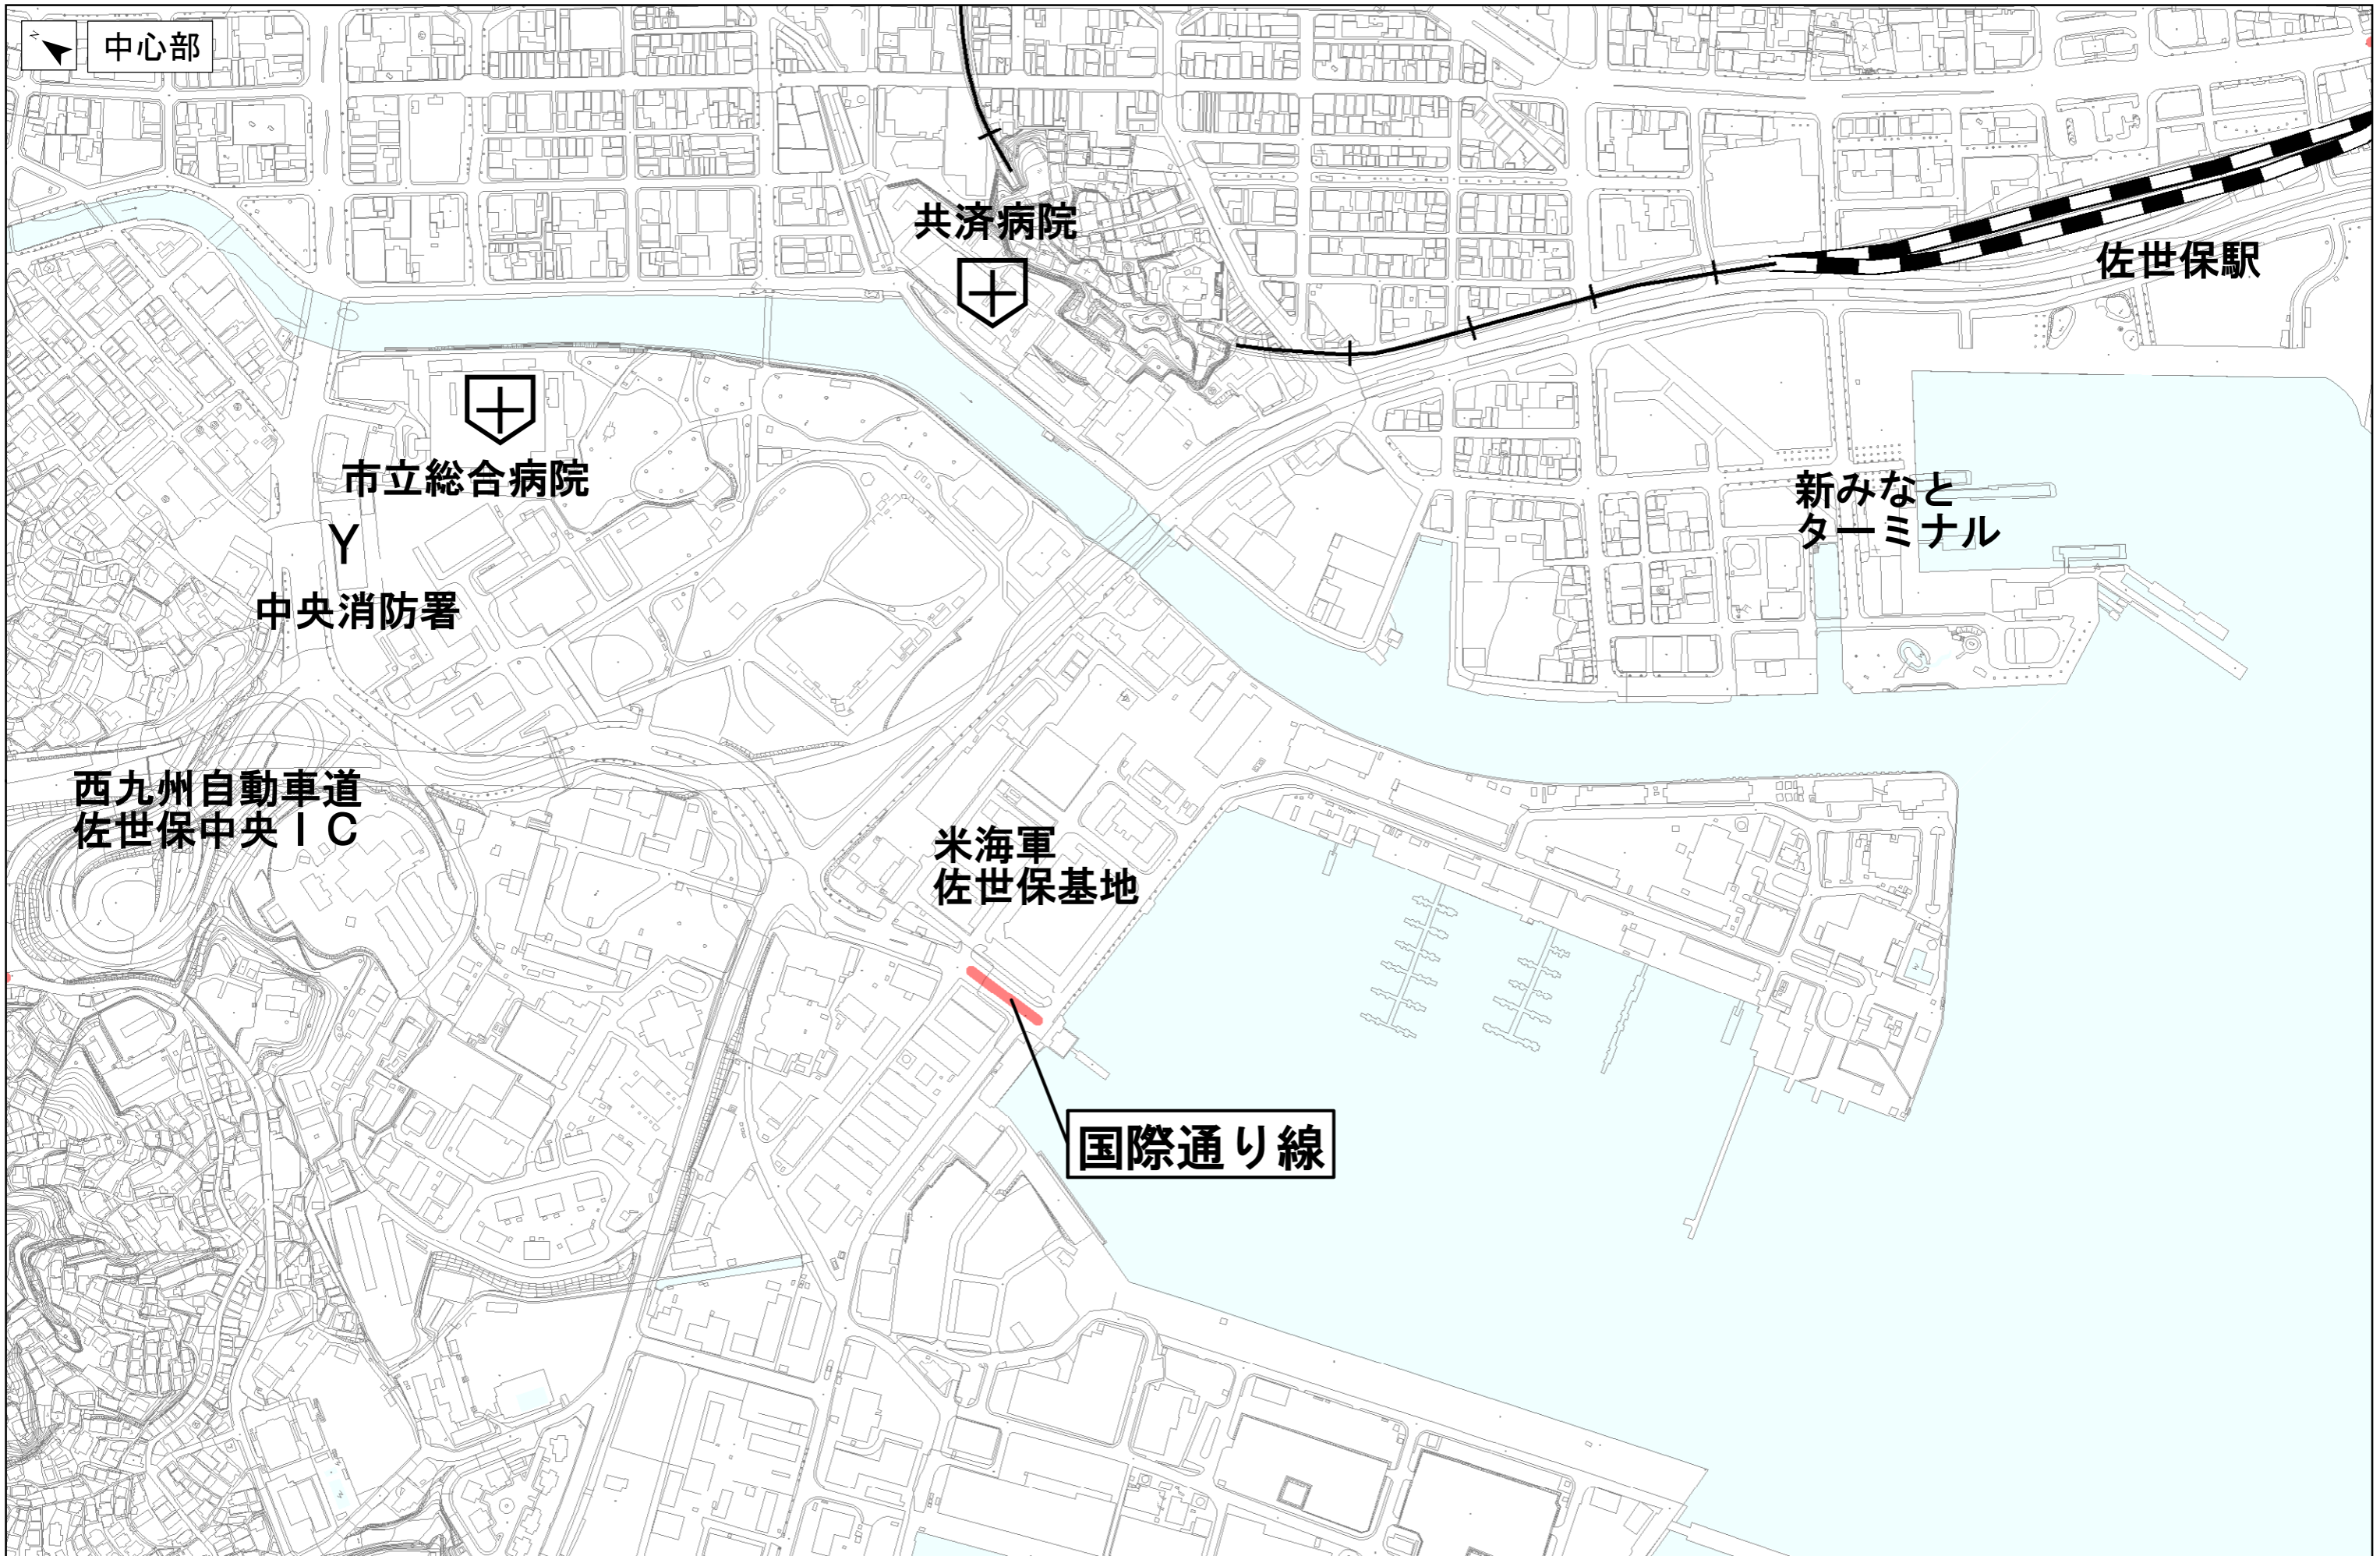 N
中心部
共済病院
佐世保駅
市立総合病院
Y
新みなと
ターミナル
中央消防署
西九州自動車道
佐世保中央IC
米海軍
佐世保基地
国際通り線